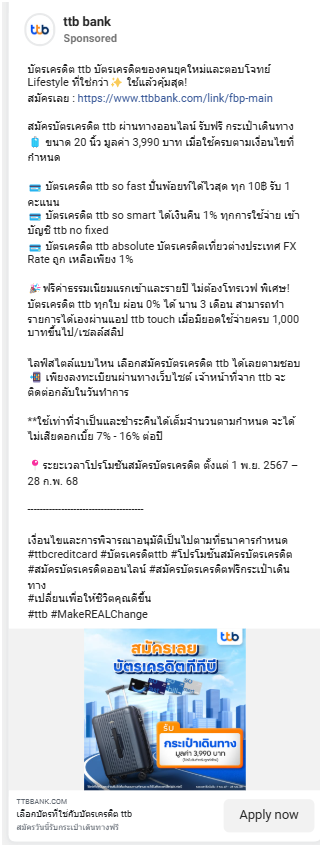 ttb bank
Sponsored
บัตรเครดิต ttb บัตรเครดิตของคนยุคใหม่และตอบโจทย์
Lifestyle ที่ใช่กว่า✨ ใช้แล้วคุ้มสุด!
สมัครเลย : https://www.ttbbank.com/link/fbp-main
สมัครบัตรเครดิต ttb ผ่านทางออนไลน์ รับฟรี กระเป๋าเดินทาง
🧳 ขนาด 20 นิ้ว มูลค่า 3,990 บาท เมื่อใช้ครบตามเงื่อนไขที่
กำหนด
💳 บัตรเครดิต ttb so fast ปั่นพ้อยท์ได้ไวสุด ทุก 10฿ รับ 1
คะแนน
💳 บัตรเครดิต ttb so smart ได้เงินคืน 1% ทุกการใช้จ่าย เข้า
บัญชี ttb no fixed
💳 บัตรเครดิต ttb absolute บัตรเครดิตเที่ยวต่างประเทศ FX
Rate ถูก เหลือเพียง 1%
🎉ฟรีค่าธรรมเนียมแรกเข้าและรายปี ไม่ต้องโทรเวฟ พิเศษ!
บัตรเครดิต ttb ทุกใบ ผ่อน 0% ได้ นาน 3 เดือน สามารถทำ
รายการได้เองผ่านแอป ttb touch เมื่อมียอดใช้จ่ายครบ 1,000
บาทขึ้นไป/เซลล์สลิป
ไลฟ์สไตล์แบบไหน เลือกสมัครบัตรเครดิต ttb ได้เลยตามชอบ
📲 เพียงลงทะเบียนผ่านทางเว็บไซต์ เจ้าหน้าที่จาก ttb จะ
ติดต่อกลับในวันทำการ
**ใช้เท่าที่จำเป็นและชำระคืนได้เต็มจำนวนตามกำหนด จะได้
ไม่เสียดอกเบี้ย 7% - 16% ต่อปี
📍ระยะเวลาโปรโมชันสมัครบัตรเครดิต ตั้งแต่ 1 พ.ย. 2567 –
28 ก.พ. 68
--------------------------------------
เงื่อนไขและการพิจารณาอนุมัติเป็นไปตามที่ธนาคารกำหนด
#ttbcreditcard #บัตรเครดิตttb #โปรโมชันสมัครบัตรเครดิต
#สมัครบัตรเครดิตออนไลน์ #สมัครบัตรเครดิตฟรีกระเป๋าเดิน
ทาง
#เปลี่ยนเพื่อให้ชีวิตคุณดีขึ้น
#ttb #MakeREALChange
ttb
สมัครเลย
บัตรเครดิตทีทีบี
รับ
กระเป๋าเดินทาง
มูลค่า 3,990 บาท
TTBBANK.COM
เลือกบัตรที่ใช่กับบัตรเครดิต ttb
สมัครวันนี้รับกระเป๋าเดินทางฟรี
Apply now